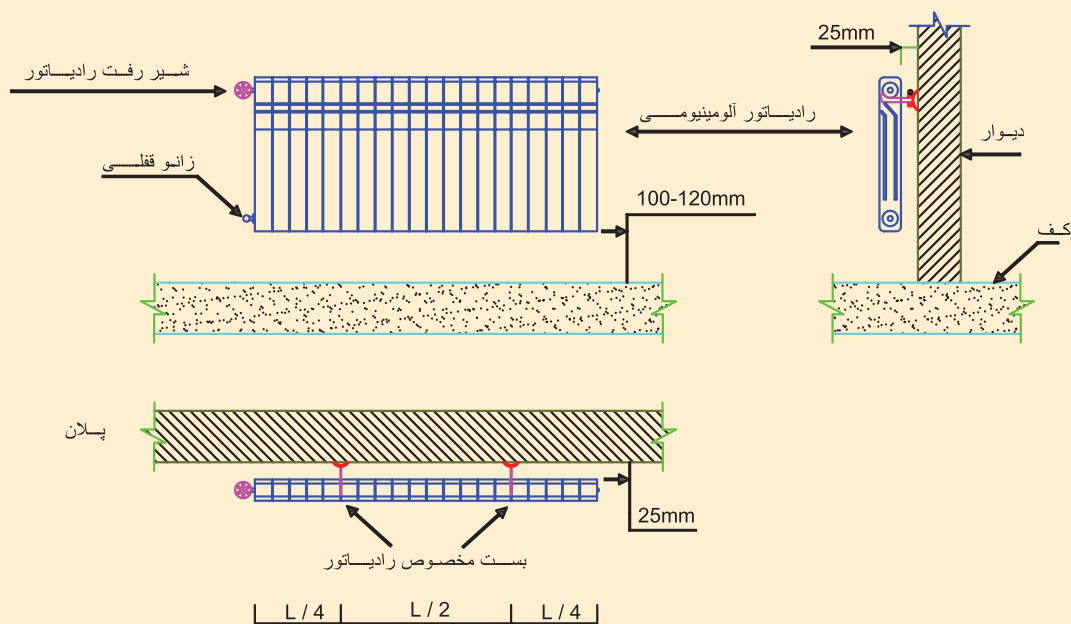 25mm
شیر رفت رادیاتور
رادیاتور آلومینیومی
دیوار
زانو قفلی
100-120mm
کف
پلان
25mm
بست مخصوص رادیاتور
L / 4 L / 2 L / 4